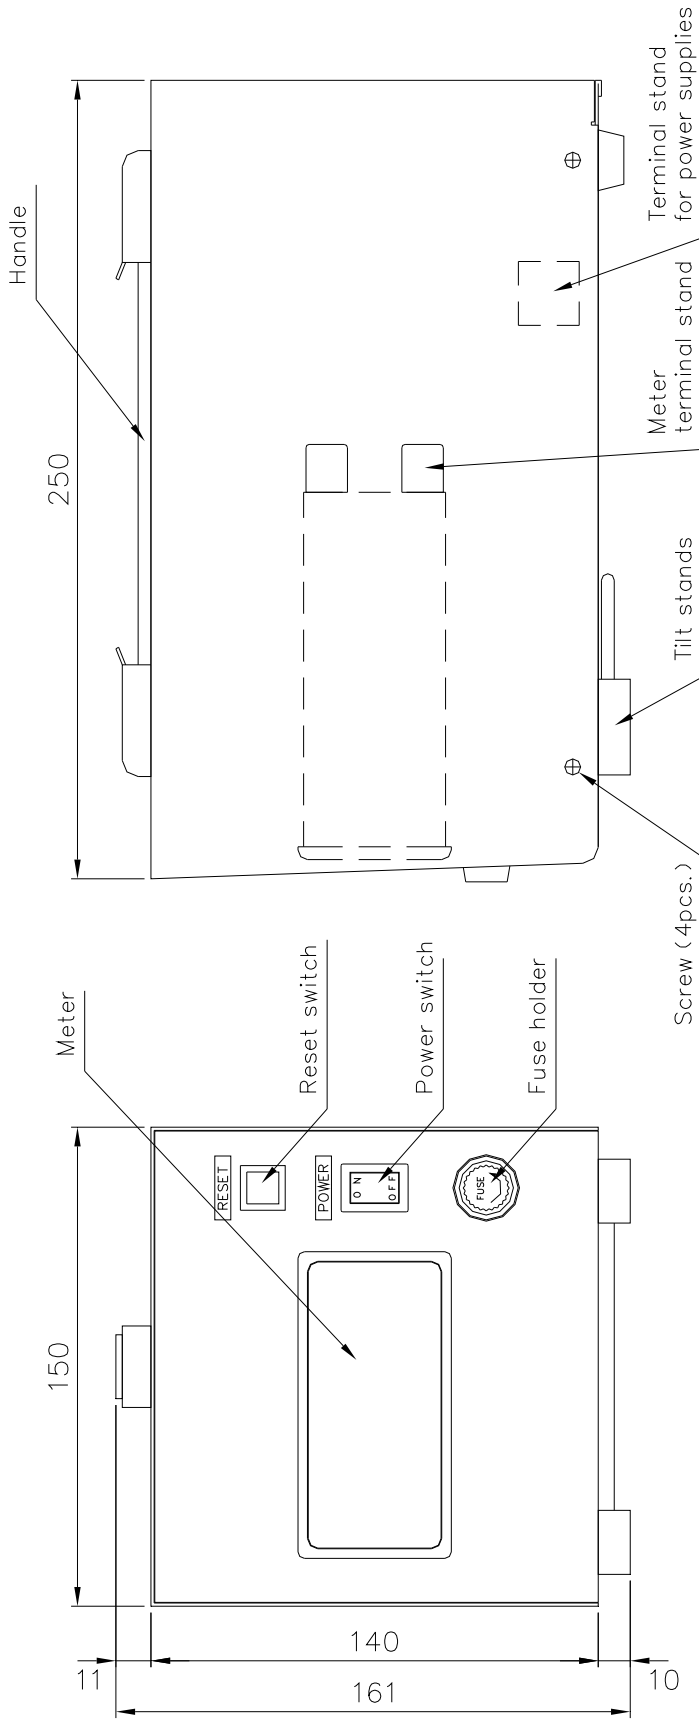 150
11
140
161
10
Meter
RESET
Reset switch
POWER
ON
OFF
Power switch
FUSE
Fuse holder
250
Handle
Screw (4pcs.)
Tilt stands
Meter
terminal stand
Terminal stand
for power supplies